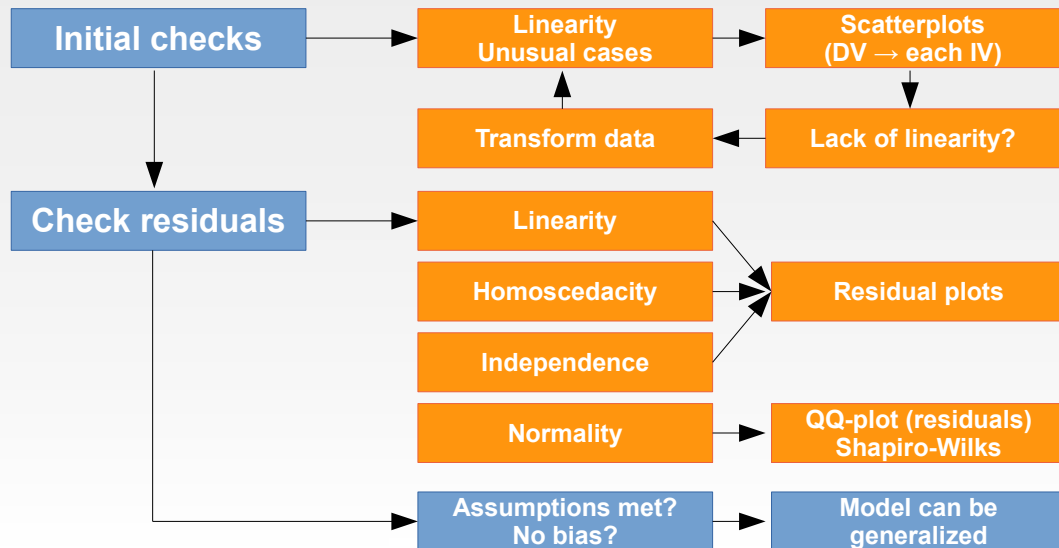 Initial checks
Linearity
Unusual cases
Scatterplots
(DV → each IV)
Transform data
Lack of linearity?
Check residuals
Linearity
Homoscedacity
Residual plots
Independence
Normality
QQ-plot (residuals)
Shapiro-Wilks
Assumptions met?
No bias?
Model can be
generalized